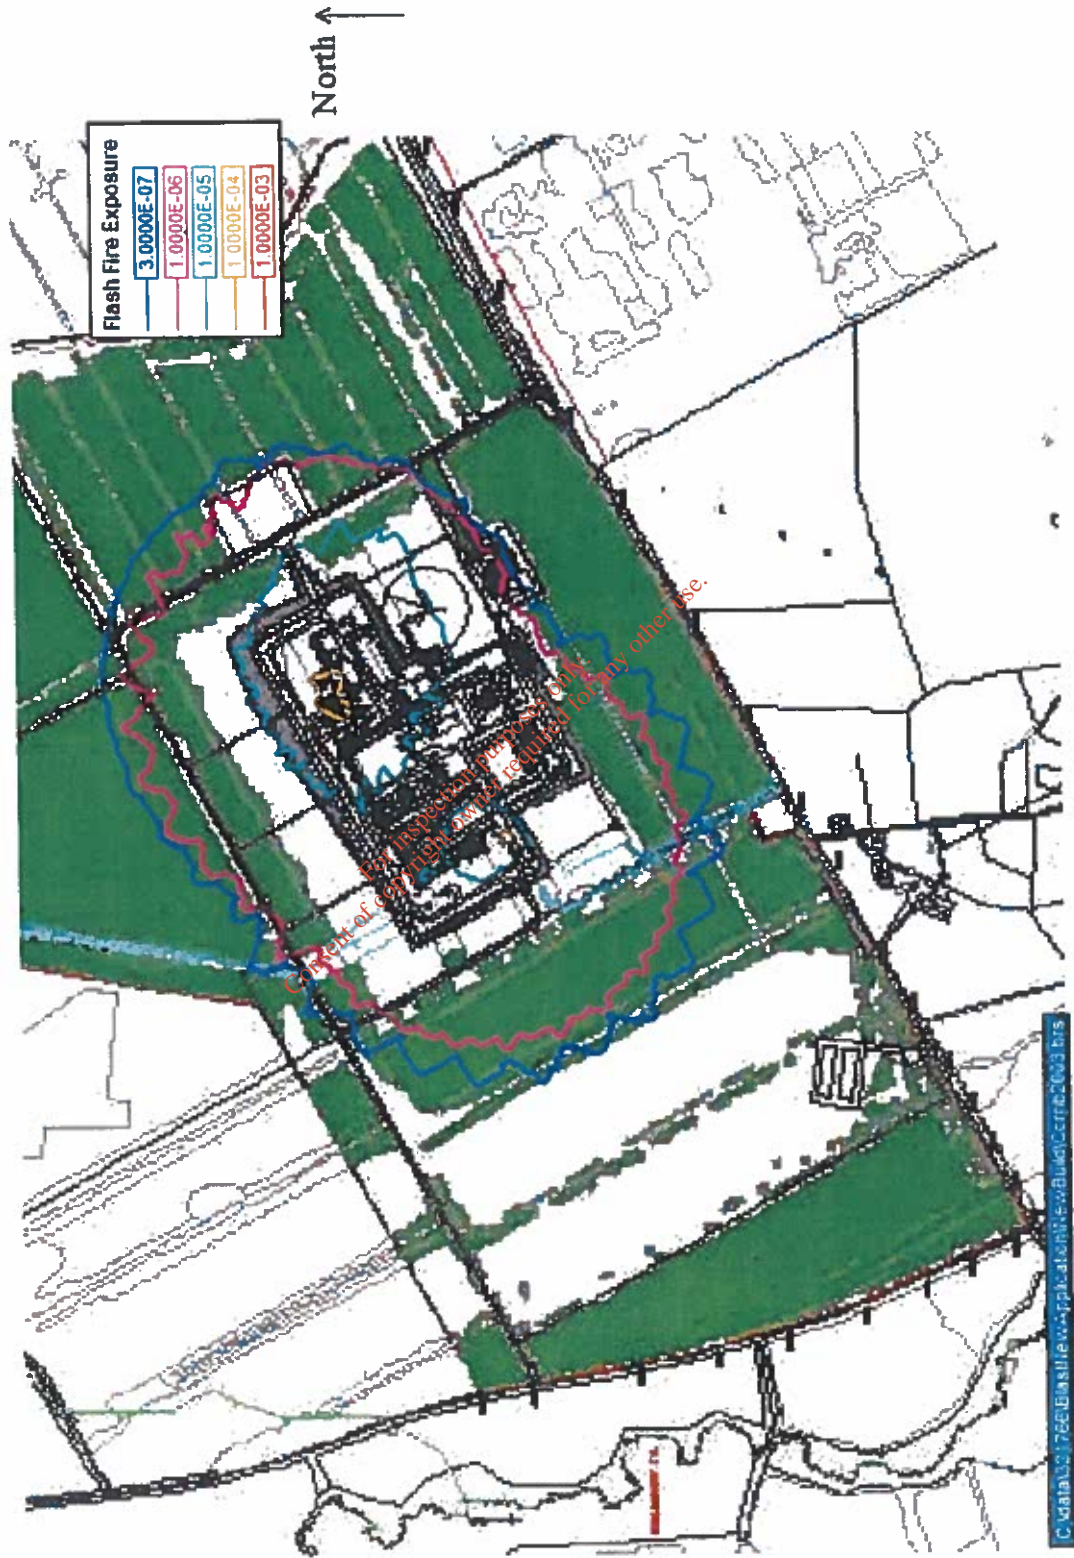 North
Flash Fire Exposure
3.0000E-07
1.0000E-06
1.0000E-05
1.0000E-04
1.0000E-03
For inspection purposes only.
Consent of copyright owner required for any other use.